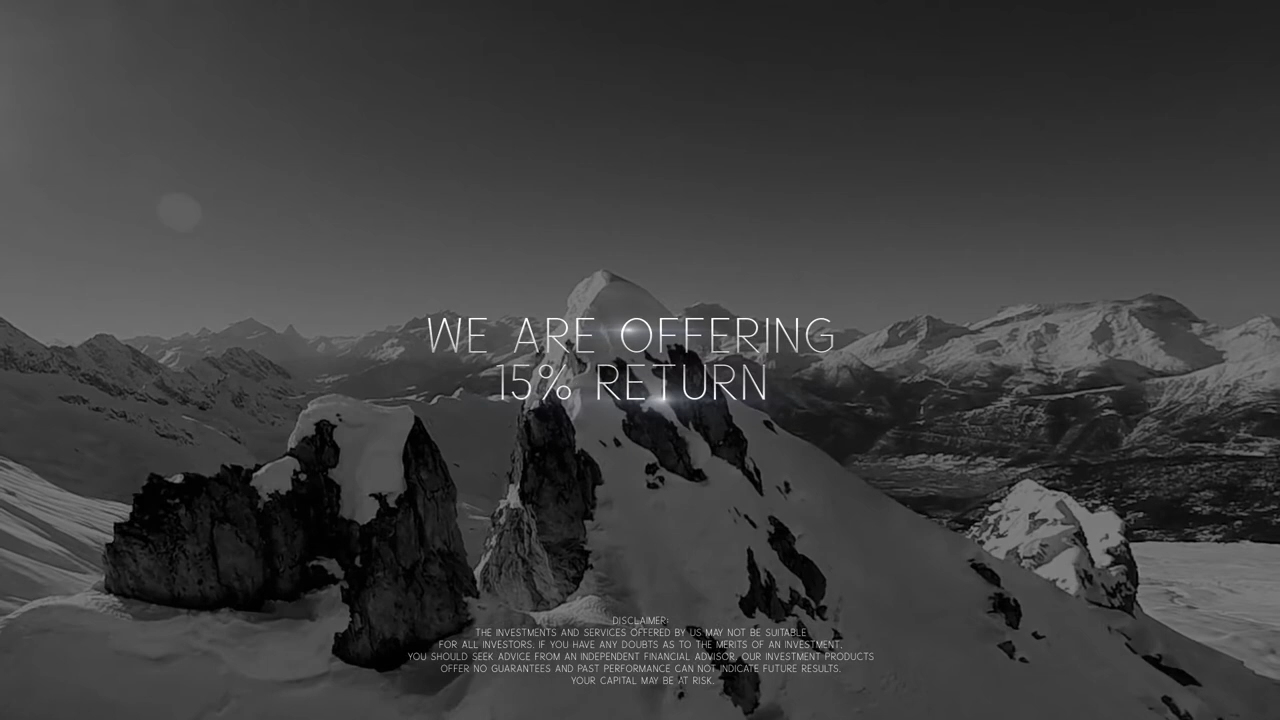 WE ARE OFFERING
15% RETURN
DISCLAIMER:
THE INVESTMENTS AND SERVICES OFFERED BY US MAY NOT BE SUITABLE
FOR ALL INVESTORS. IF YOU HAVE ANY DOUBTS AS TO THE MERITS OF AN INVESTMENT,
YOU SHOULD SEEK ADVICE FROM AN INDEPENDENT FINANCIAL ADVISOR. OUR INVESTMENT PRODUCTS
OFFER NO GUARANTEES AND PAST PERFORMANCE CAN NOT INDICATE FUTURE RESULTS.
YOUR CAPITAL MAY BE AT RISK.